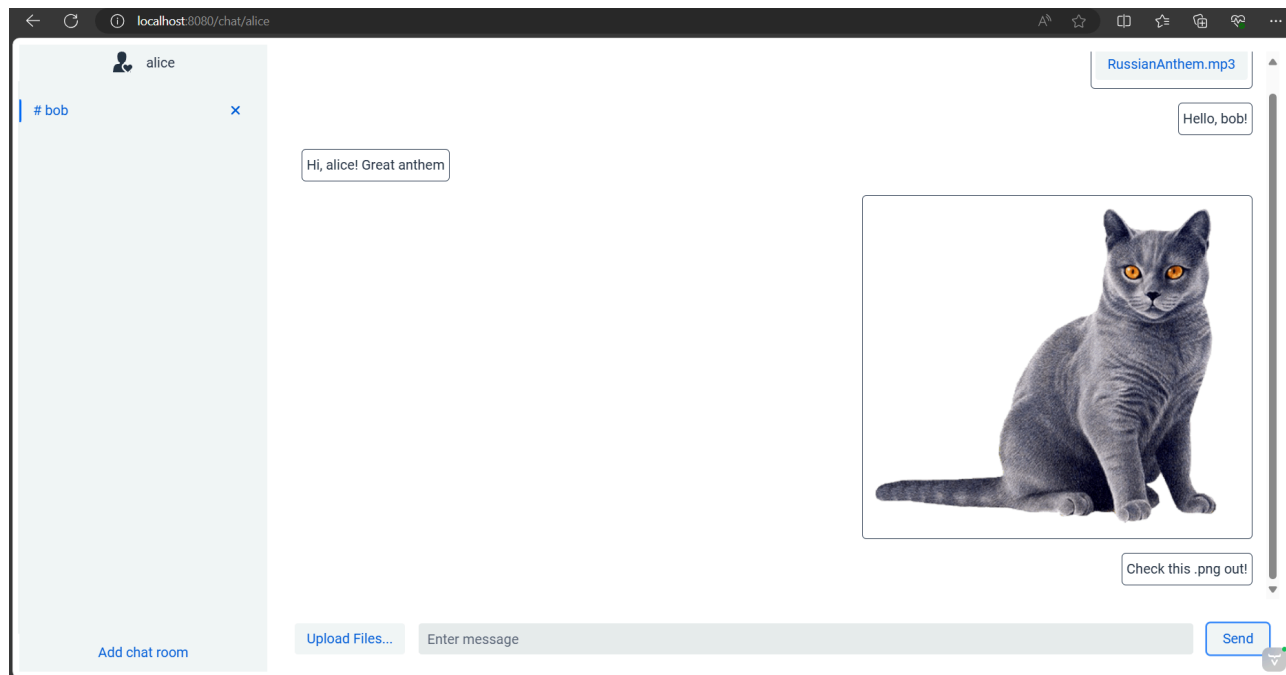 localhost:8080/chat/alice
alice
# bob
RussianAnthem.mp3
Hello, bob!
Hi, alice! Great anthem
Check this .png out!
Upload Files...
Enter message
Send
Add chat room